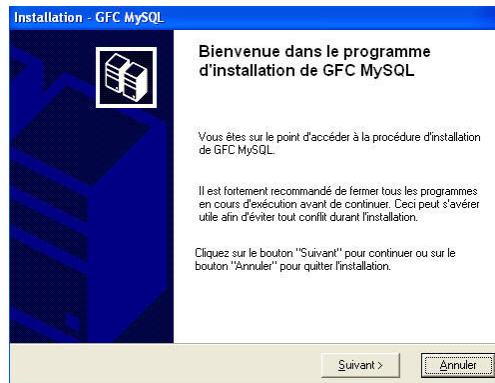 Installation - GFC MySQL
Bienvenue dans le programme
d'installation de GFC MySQL
Vous êtes sur le point d'accéder à la procédure d'installation
de GFC MySQL.
Il est fortement recommandé de fermer tous les programmes
en cours d'exécution avant de continuer. Ceci peut s'avérer
utile afin d'éviter tout conflit durant l'installation.
Cliquez sur le bouton "Suivant" pour continuer ou sur le
bouton "Annuler" pour quitter l'installation.
Suivant > Annuler